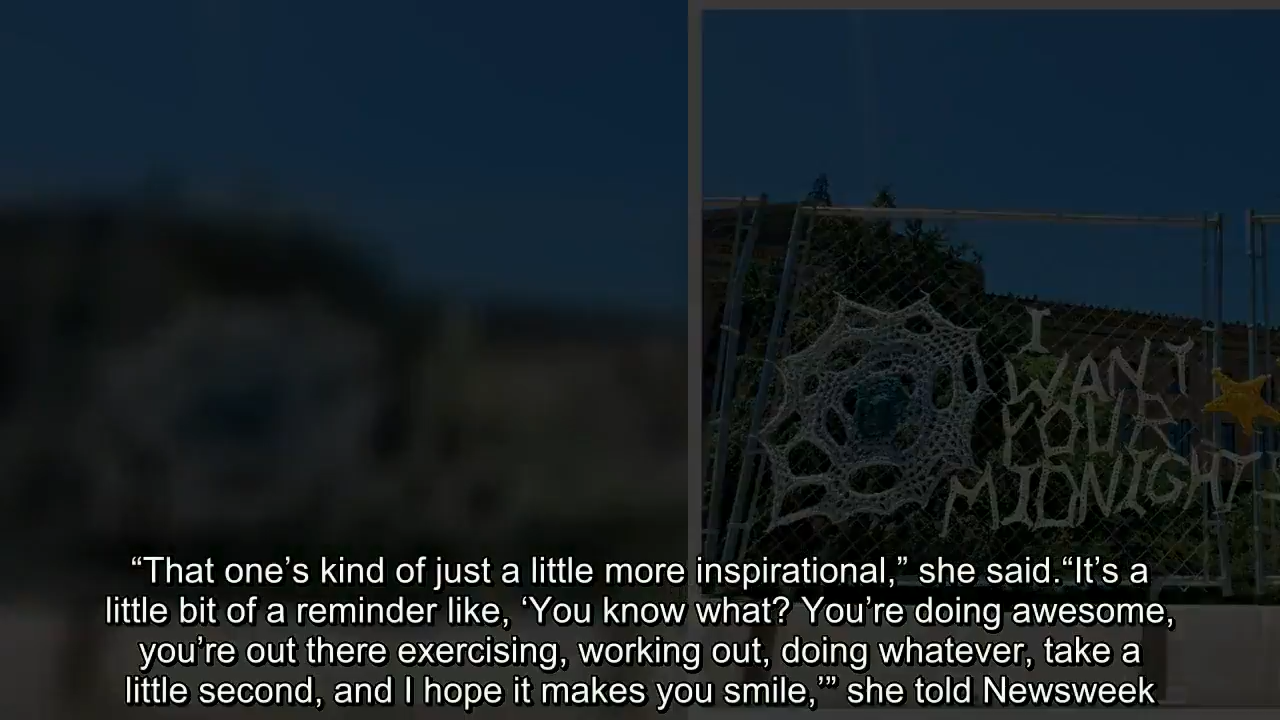 I
WANT
YOUR
MIDNIGHT
“That one’s kind of just a little more inspirational,” she said.“It’s a
little bit of a reminder like, ‘You know what? You’re doing awesome,
you’re out there exercising, working out, doing whatever, take a
little second, and I hope it makes you smile,’” she told Newsweek